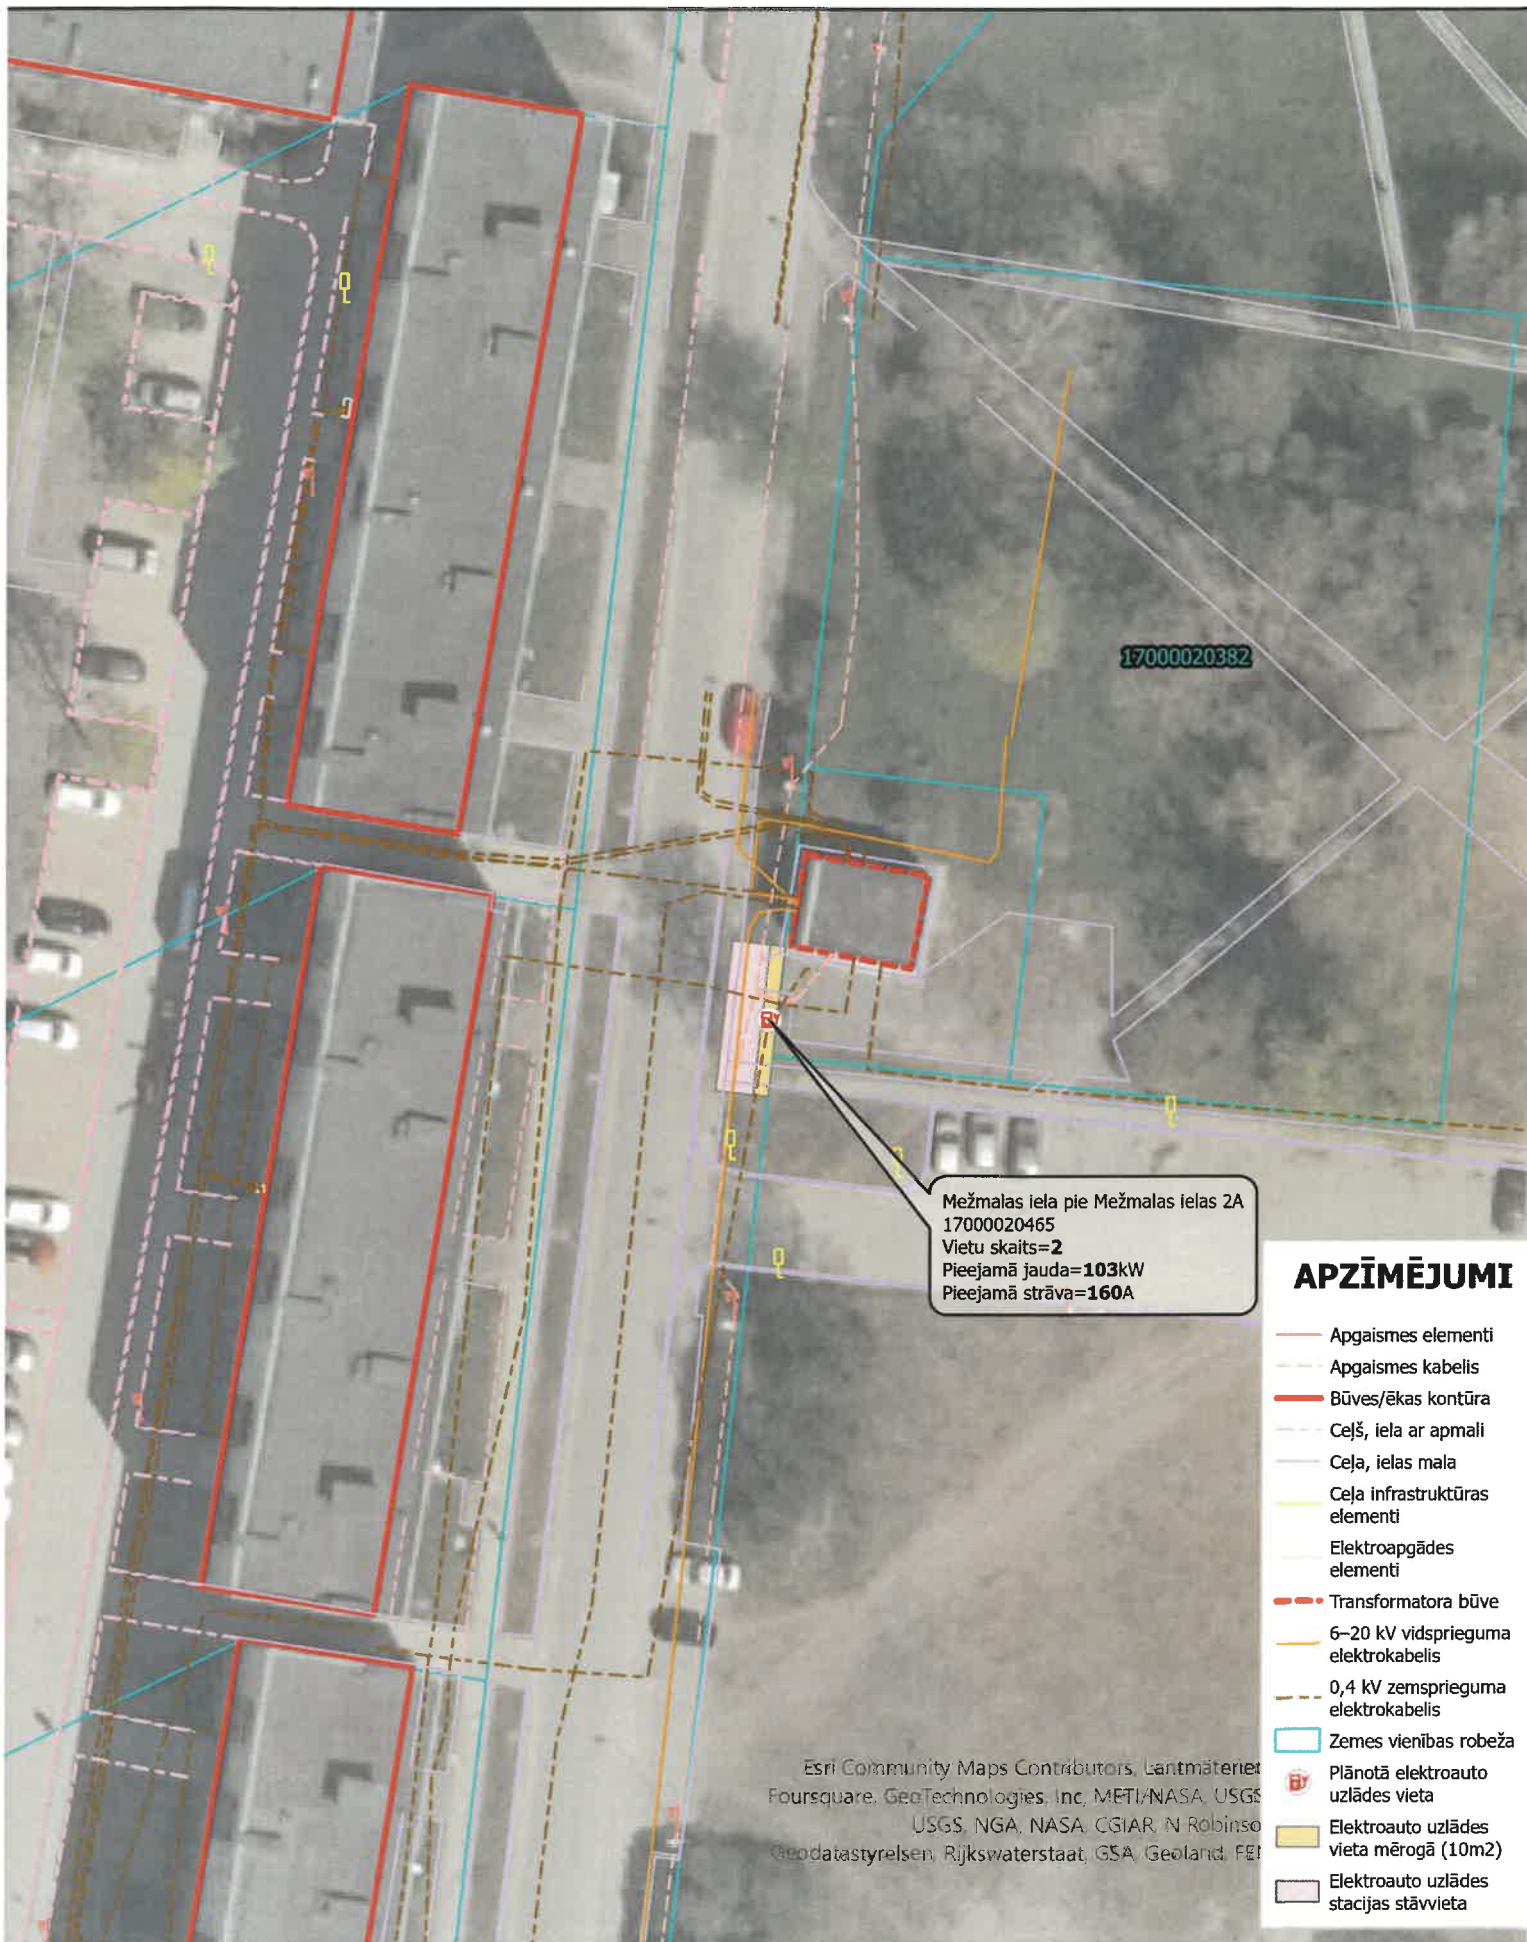 17000020382
Mežmalas iela pie Mežmalas ielas 2A
17000020465
Vietu skaits=2
Pieejamā jauda=103kW
Pieejamā strāva=160A
APZĪMĒJUMI
Apgaismes elementi
Apgaismes kabelis
Būves/ēkas kontūra
Ceļš, iela ar apmali
Ceļa, ielas mala
Ceļa infrastruktūras
elementi
Elektroapgādes
elementi
Transformatora būve
6–20 kV vidsprieguma
elektrokabelis
0,4 kV zemsprieguma
elektrokabelis
Zemes vienības robeža
Plānotā elektroauto
uzlādes vieta
Elektroauto uzlādes
vieta mērogā (10m2)
Elektroauto uzlādes
stacijas stāvvieta
Esri Community Maps Contributors, Lantmäteriet
Foursquare, GeoTechnologies, Inc, METI/NASA, USGS
USGS, NGA, NASA, CGIAR, N Robinso
Geodatastyrelsen, Rijkswaterstaat, GSA, Geoland, FE